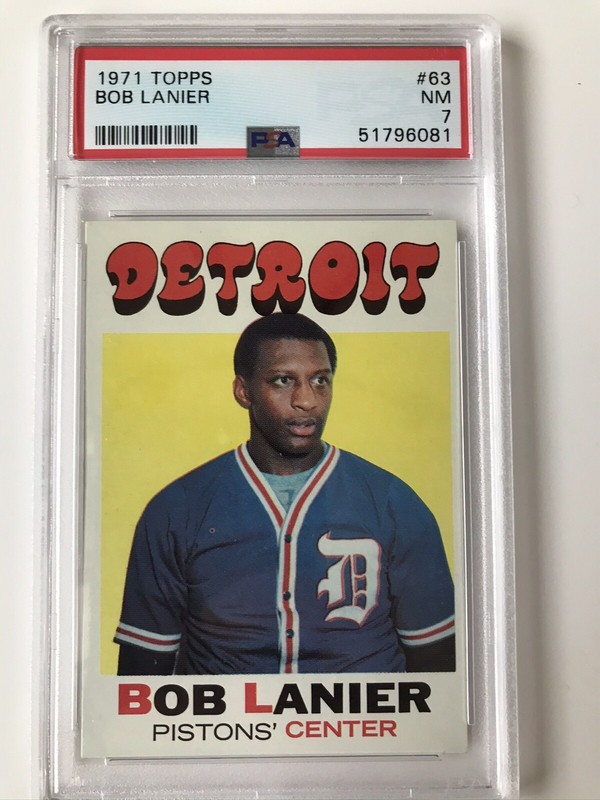 1971 TOPPS #63
BOB LANIER NM
7
PSA 51796081
DETROIT
D
BOB LANIER
PISTONS' CENTER